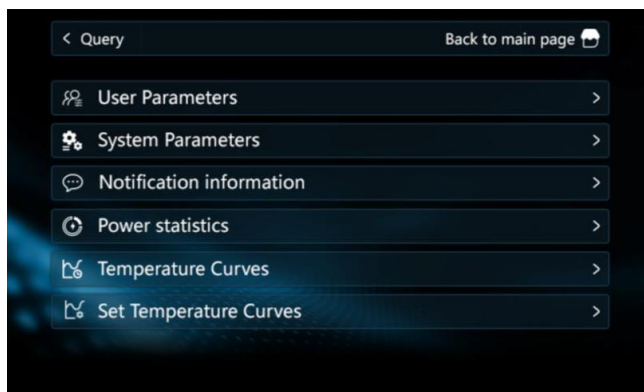 < Query
Back to main page
User Parameters >
System Parameters >
Notification information >
Power statistics >
Temperature Curves >
Set Temperature Curves >